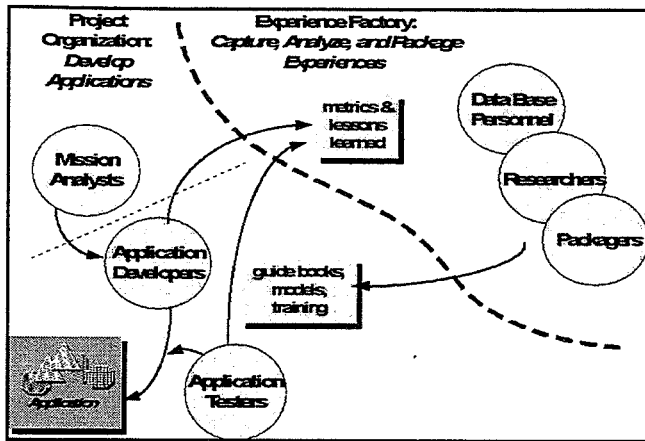 Project
Organization:
Develop
Applications
Experience Factory:
Capture, Analyze, and Package
Experiences
metrics &
lessons
learned
Data Base
Personnel
Mission
Analysts
Researchers
Packagers
Application
Developers
guide books,
models,
training
Application
Application
Testers